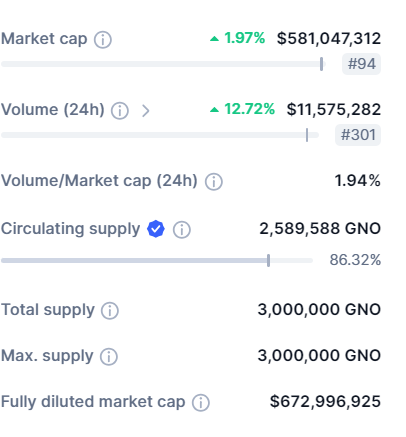 Market cap ▲ 1.97% $581,047,312
#94
Volume (24h) > ▲ 12.72% $11,575,282
#301
Volume/Market cap (24h) 1.94%
Circulating supply 2,589,588 GNO
86.32%
Total supply 3,000,000 GNO
Max. supply 3,000,000 GNO
Fully diluted market cap $672,996,925